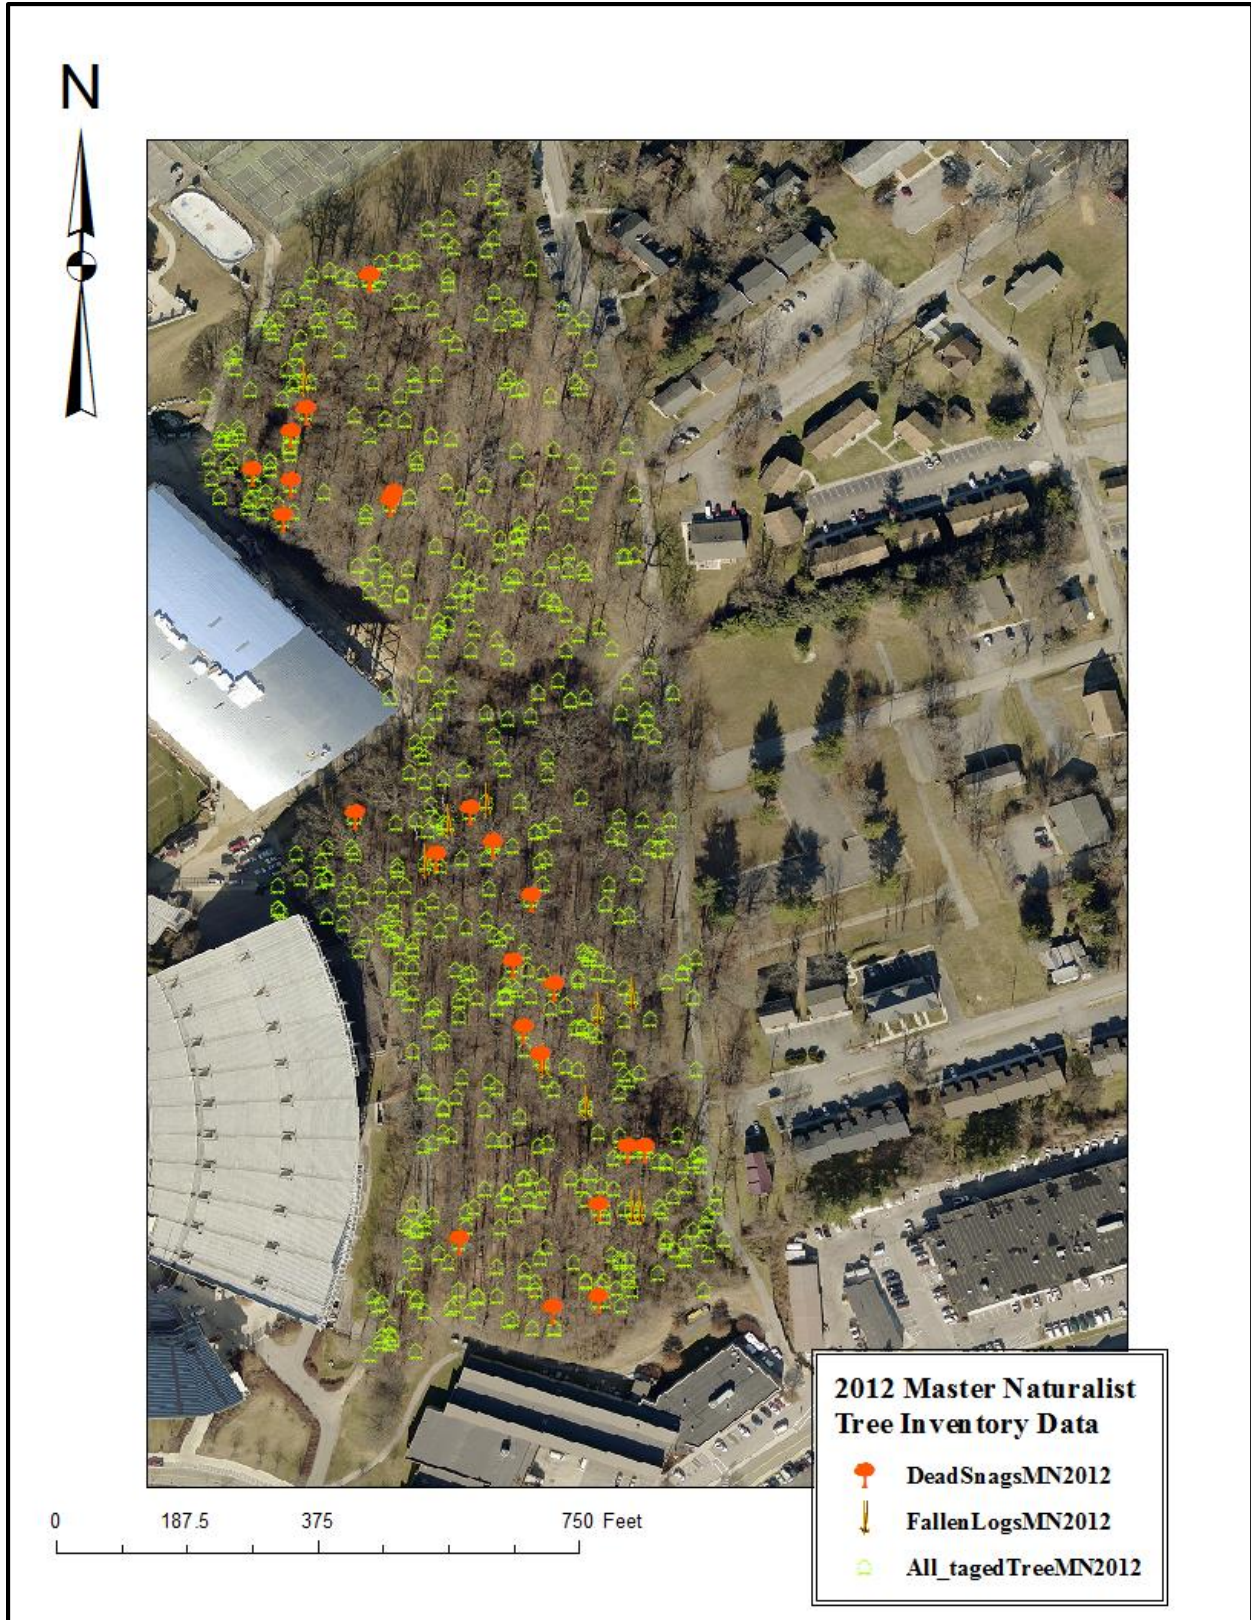 N
2012 Master Naturalist
Tree Inventory Data
DeadSnagsMN2012
FallenLogsMN2012
All_tagedTreeMN2012
0 187.5 375 750 Feet